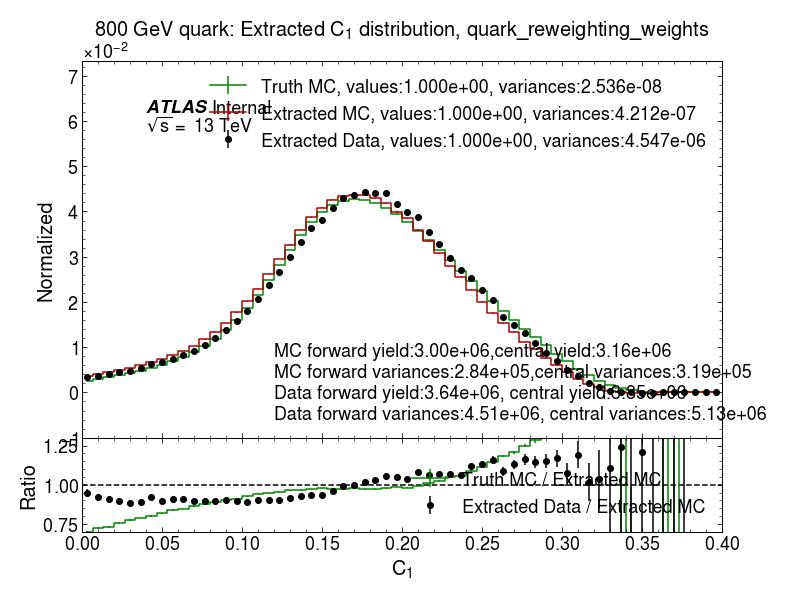 800 GeV quark: Extracted C₁ distribution, quark_reweighting_weights
×10⁻²
Truth MC, values:1.000e+00, variances:2.536e-08
ATLAS Internal
Extracted MC, values:1.000e+00, variances:4.212e-07
√s = 13 TeV
Extracted Data, values:1.000e+00, variances:4.547e-06
7
6
5
4
3
2
1
0
Normalized
MC forward yield:3.00e+06,central yield:3.16e+06
MC forward variances:2.84e+05,central variances:3.19e+05
Data forward yield:3.64e+06, central yield:
Data forward variances:4.51e+06, central variances:5.13e+06
1.25
1.00
0.75
Ratio
Truth MC / Extracted MC
Extracted Data / Extracted MC
0.00 0.05 0.10 0.15 0.20 0.25 0.30 0.35 0.40
C₁